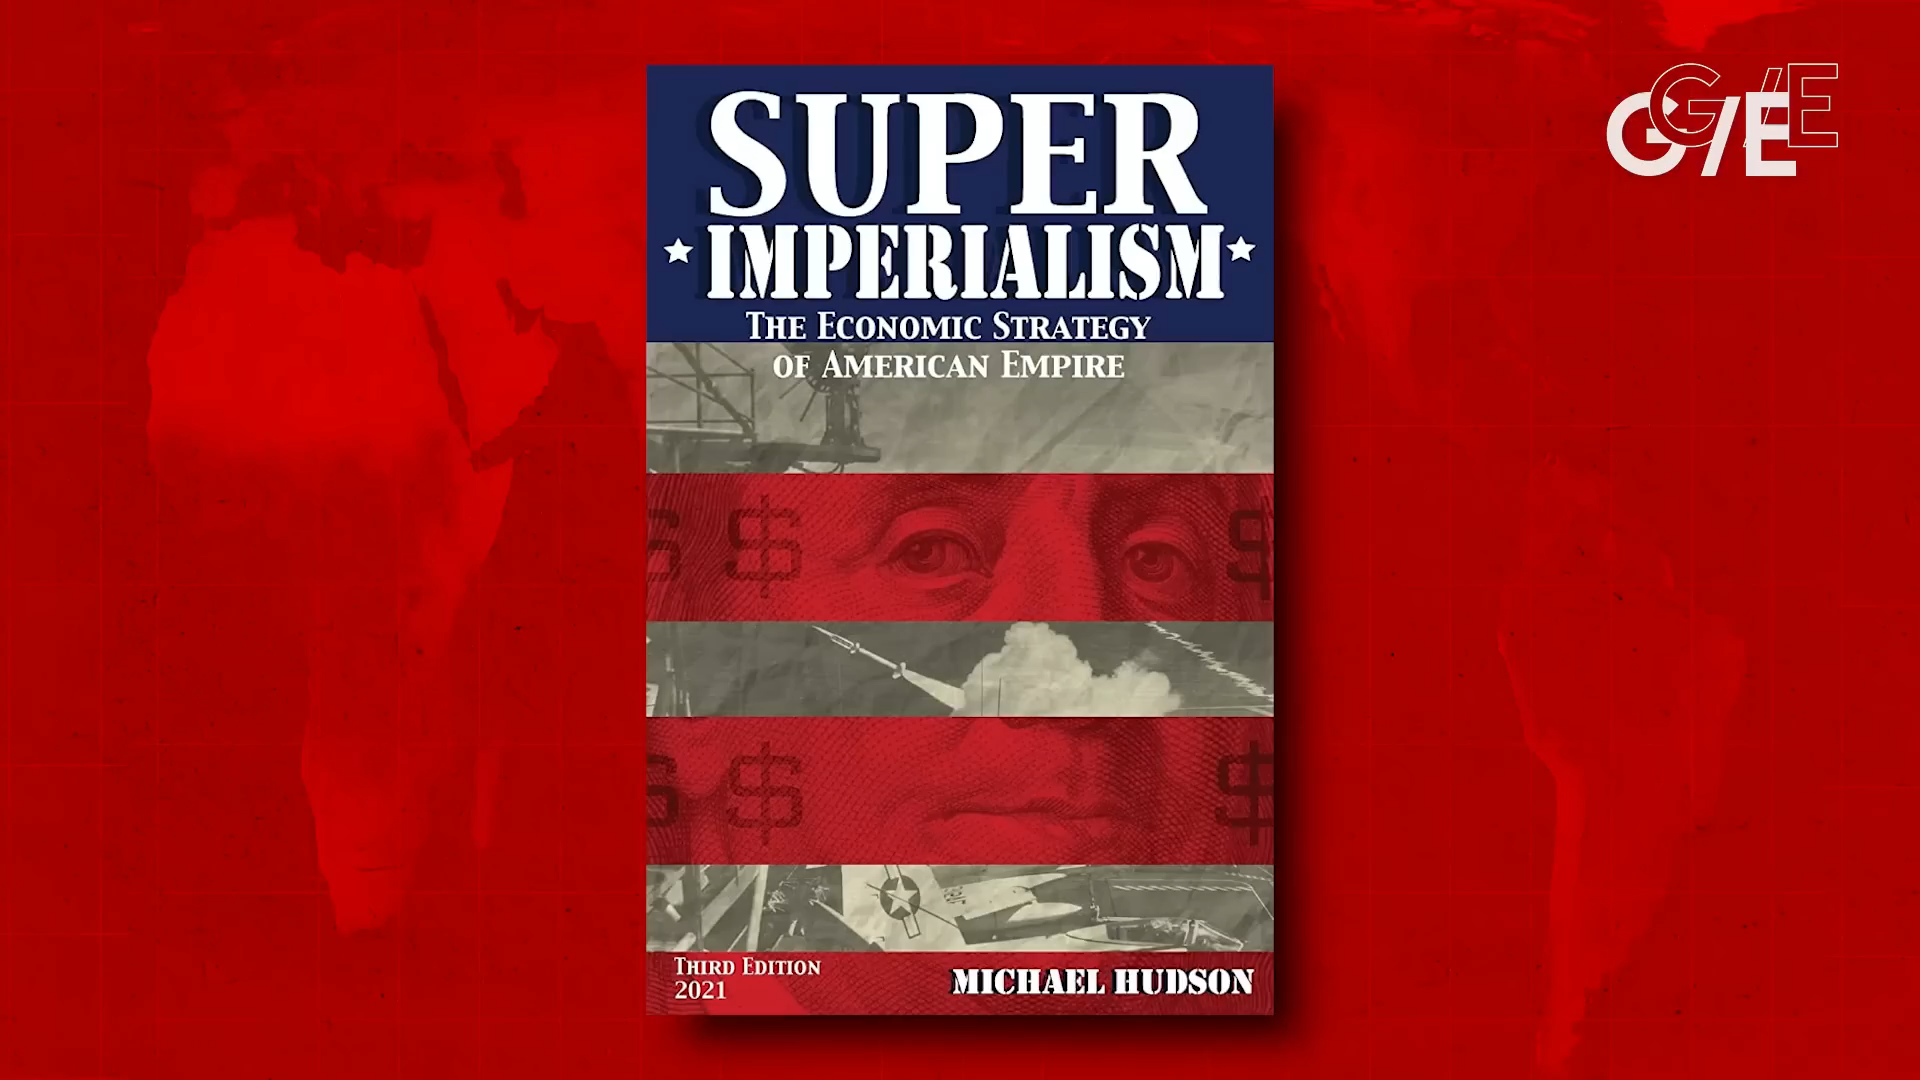 SUPER
IMPERIALISM
THE ECONOMIC STRATEGY
OF AMERICAN EMPIRE
G/E
G/E
$ $ $
$ $ $
THIRD EDITION
2021
MICHAEL HUDSON